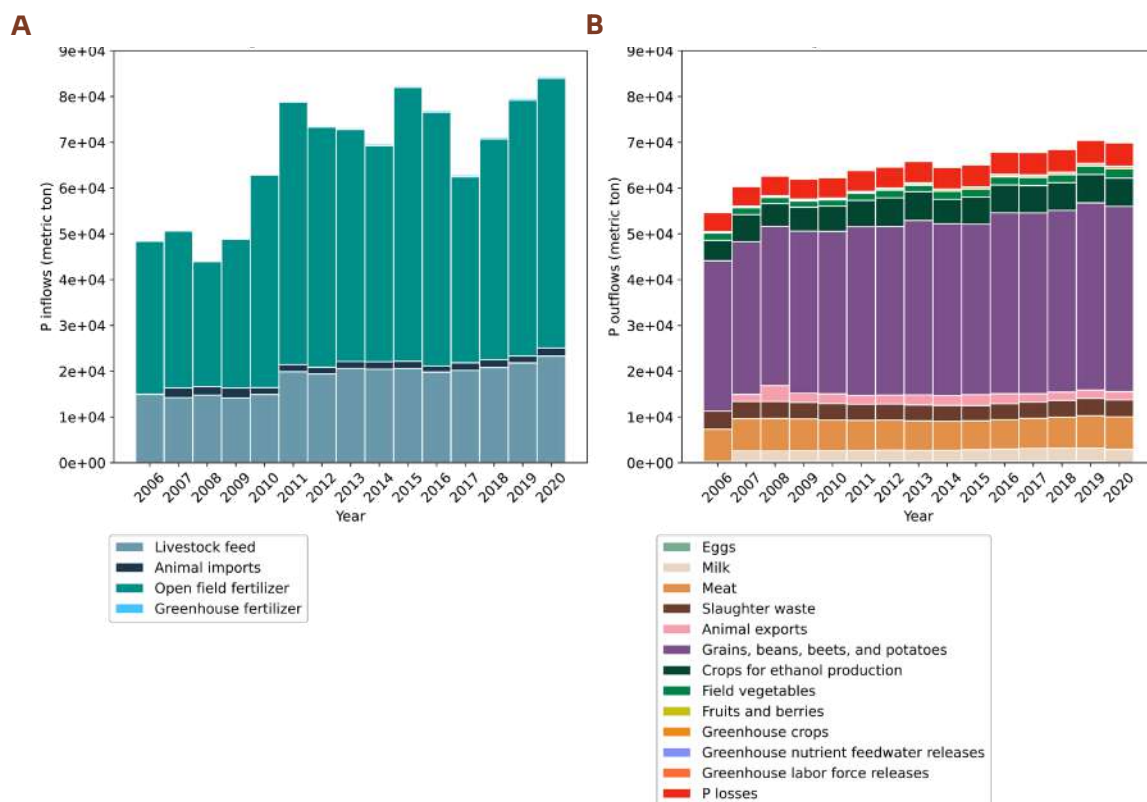 A
B
P inflows (metric ton)
9e+04
8e+04
7e+04
6e+04
5e+04
4e+04
3e+04
2e+04
1e+04
0e+00
2006 2007 2008 2009 2010 2011 2012 2013 2014 2015 2016 2017 2018 2019 2020
Year
Livestock feed
Animal imports
Open field fertilizer
Greenhouse fertilizer
P outflows (metric ton)
9e+04
8e+04
7e+04
6e+04
5e+04
4e+04
3e+04
2e+04
1e+04
0e+00
2006 2007 2008 2009 2010 2011 2012 2013 2014 2015 2016 2017 2018 2019 2020
Year
Eggs
Milk
Meat
Slaughter waste
Animal exports
Grains, beans, beets, and potatoes
Crops for ethanol production
Field vegetables
Fruits and berries
Greenhouse crops
Greenhouse nutrient feedwater releases
Greenhouse labor force releases
P losses